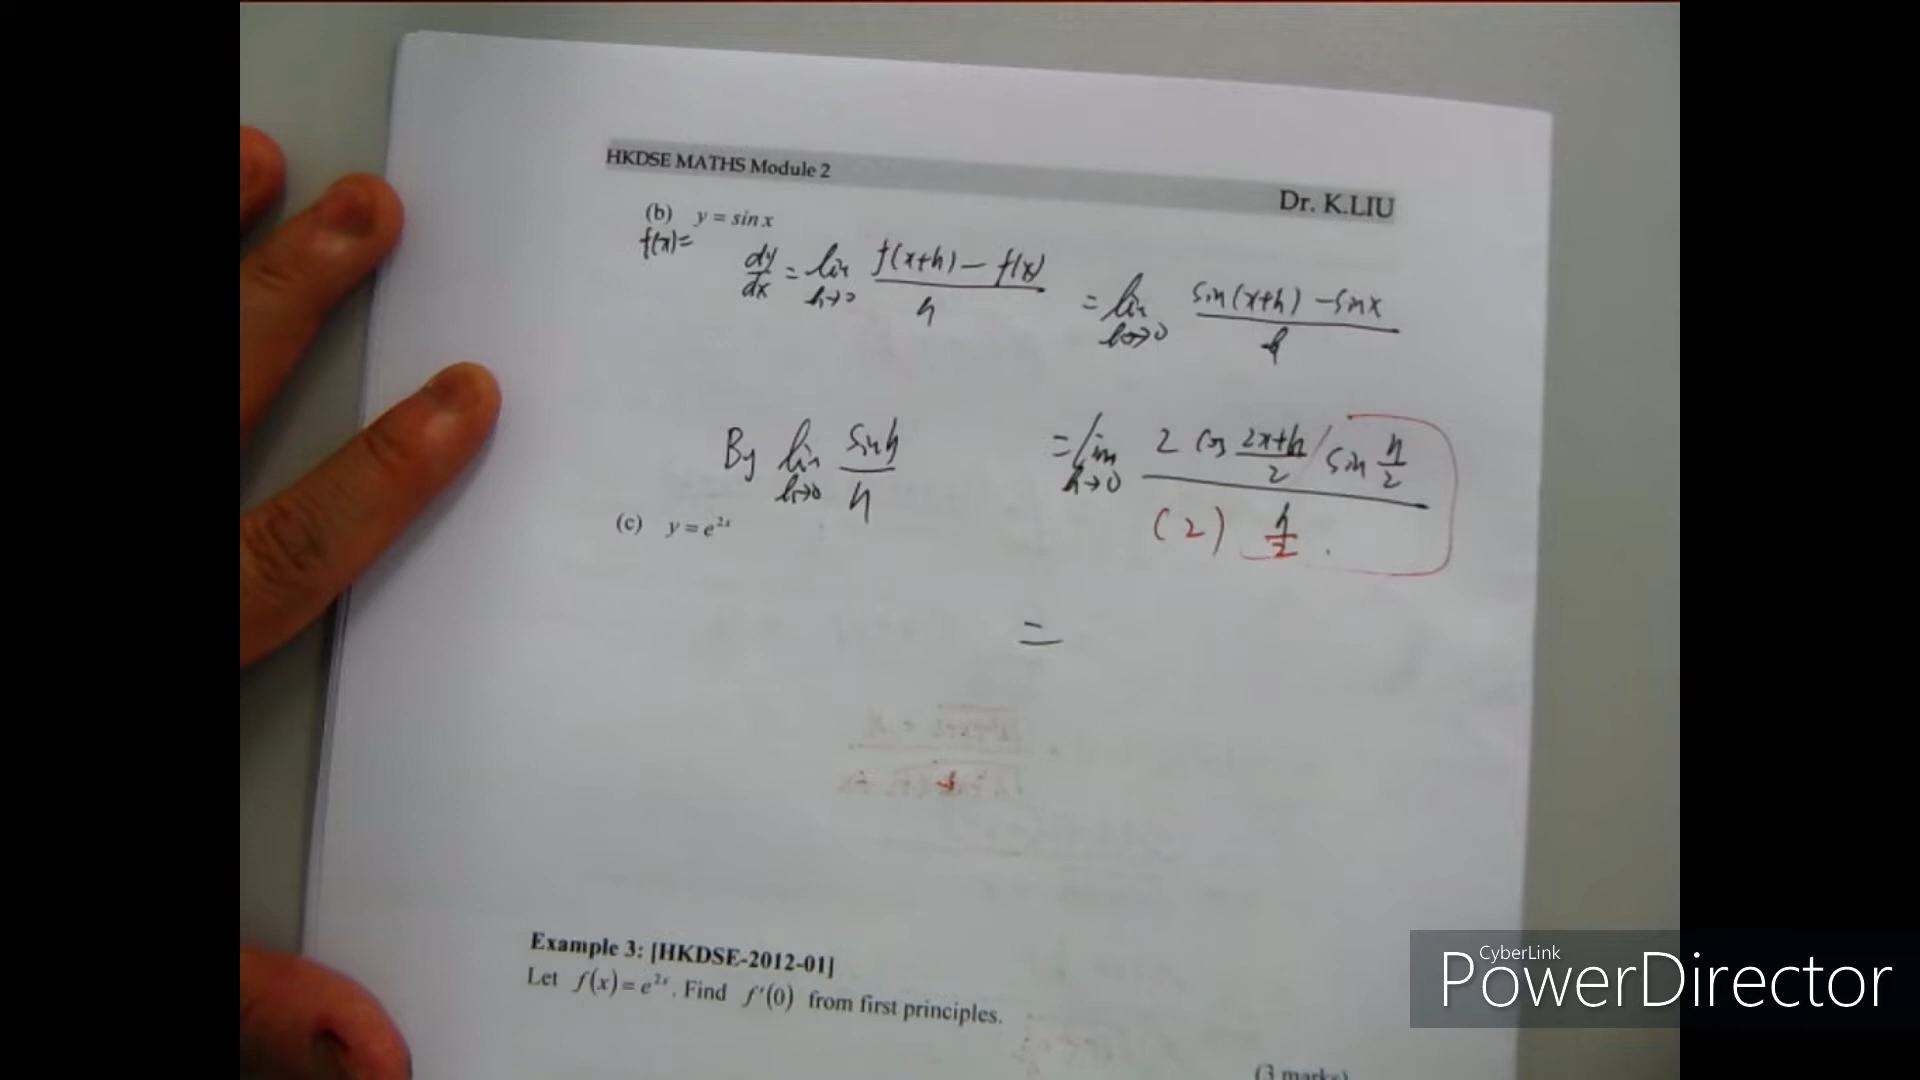 HKDSE MATHS Module 2
Dr. K.LIU
(b) y = sin x
f(x)=
dy/dx = lim h→0 (f(x+h) − f(x))/h = lim h→0 (sin(x+h) − sin x)/h
By lim h→0 sin h/h = lim h→0 (2 cos (2x+h)/2 sin h/2)/((2) h/2)
(c) y = e^{2x}
=
Example 3: [HKDSE-2012-01]
Let f(x) = e^{2x}. Find f'(0) from first principles.
(3 marks)
CyberLink
PowerDirector